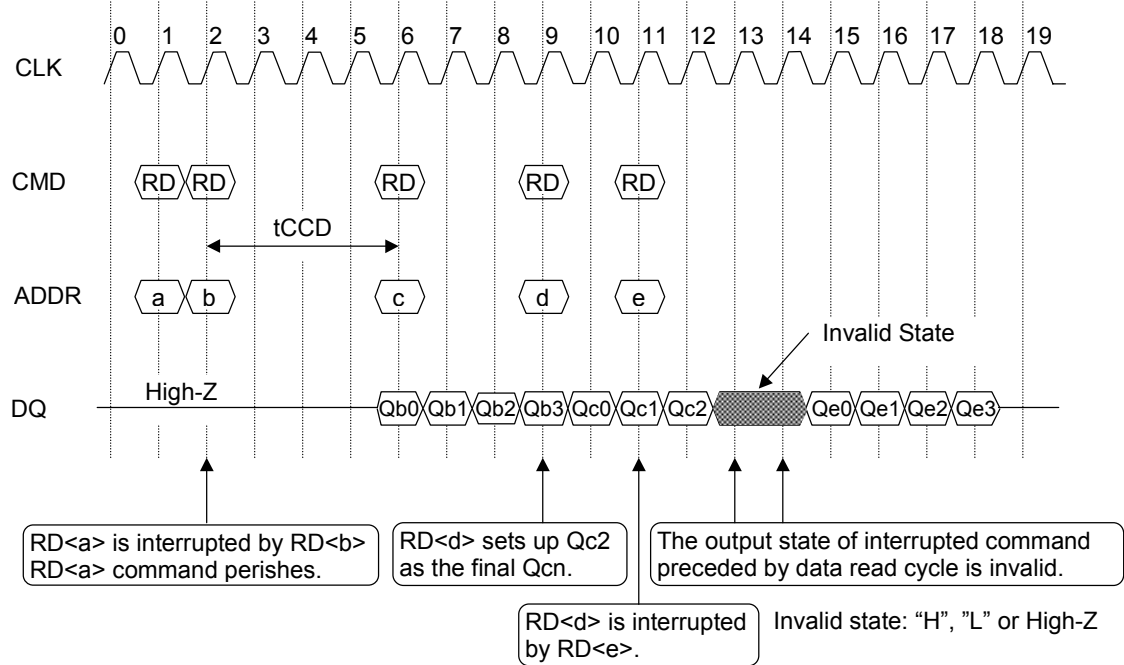 0 1 2 3 4 5 6 7 8 9 10 11 12 13 14 15 16 17 18 19
CLK
CMD RD RD RD RD RD
tCCD
ADDR a b c d e
Invalid State
High-Z
DQ Qb0 Qb1 Qb2 Qb3 Qc0 Qc1 Qc2 Qe0 Qe1 Qe2 Qe3
RD<a> is interrupted by RD<b>
RD<a> command perishes.
RD<d> sets up Qc2
as the final Qcn.
The output state of interrupted command
preceded by data read cycle is invalid.
RD<d> is interrupted
by RD<e>.
Invalid state: “H”, ”L” or High-Z